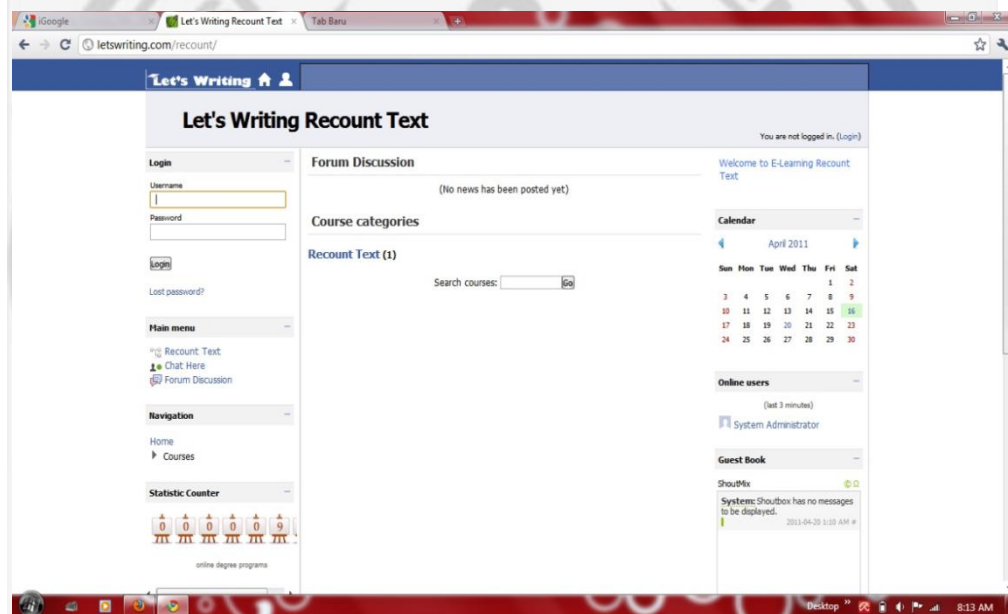 iGoogle
Let's Writing Recount Text
Tab Baru
letswriting.com/recount/
Let's Writing
Let's Writing Recount Text
You are not logged in. (Login)
Login
Username
Password
Login
Lost password?
Main menu
Recount Text
Chat Here
Forum Discussion
Navigation
Home
Courses
Statistic Counter
0 0 0 0 0 9
online degree programs
Forum Discussion
(No news has been posted yet)
Course categories
Recount Text (1)
Search courses: Go
Welcome to E-Learning Recount
Text
Calendar
April 2011
Sun Mon Tue Wed Thu Fri Sat
1 2
3 4 5 6 7 8 9
10 11 12 13 14 15 16
17 18 19 20 21 22 23
24 25 26 27 28 29 30
Online users
(last 3 minutes)
System Administrator
Guest Book
ShoutMix
System: Shoutbox has no messages
to be displayed.
2011-04-20 1:10 AM #
Desktop »
8:13 AM